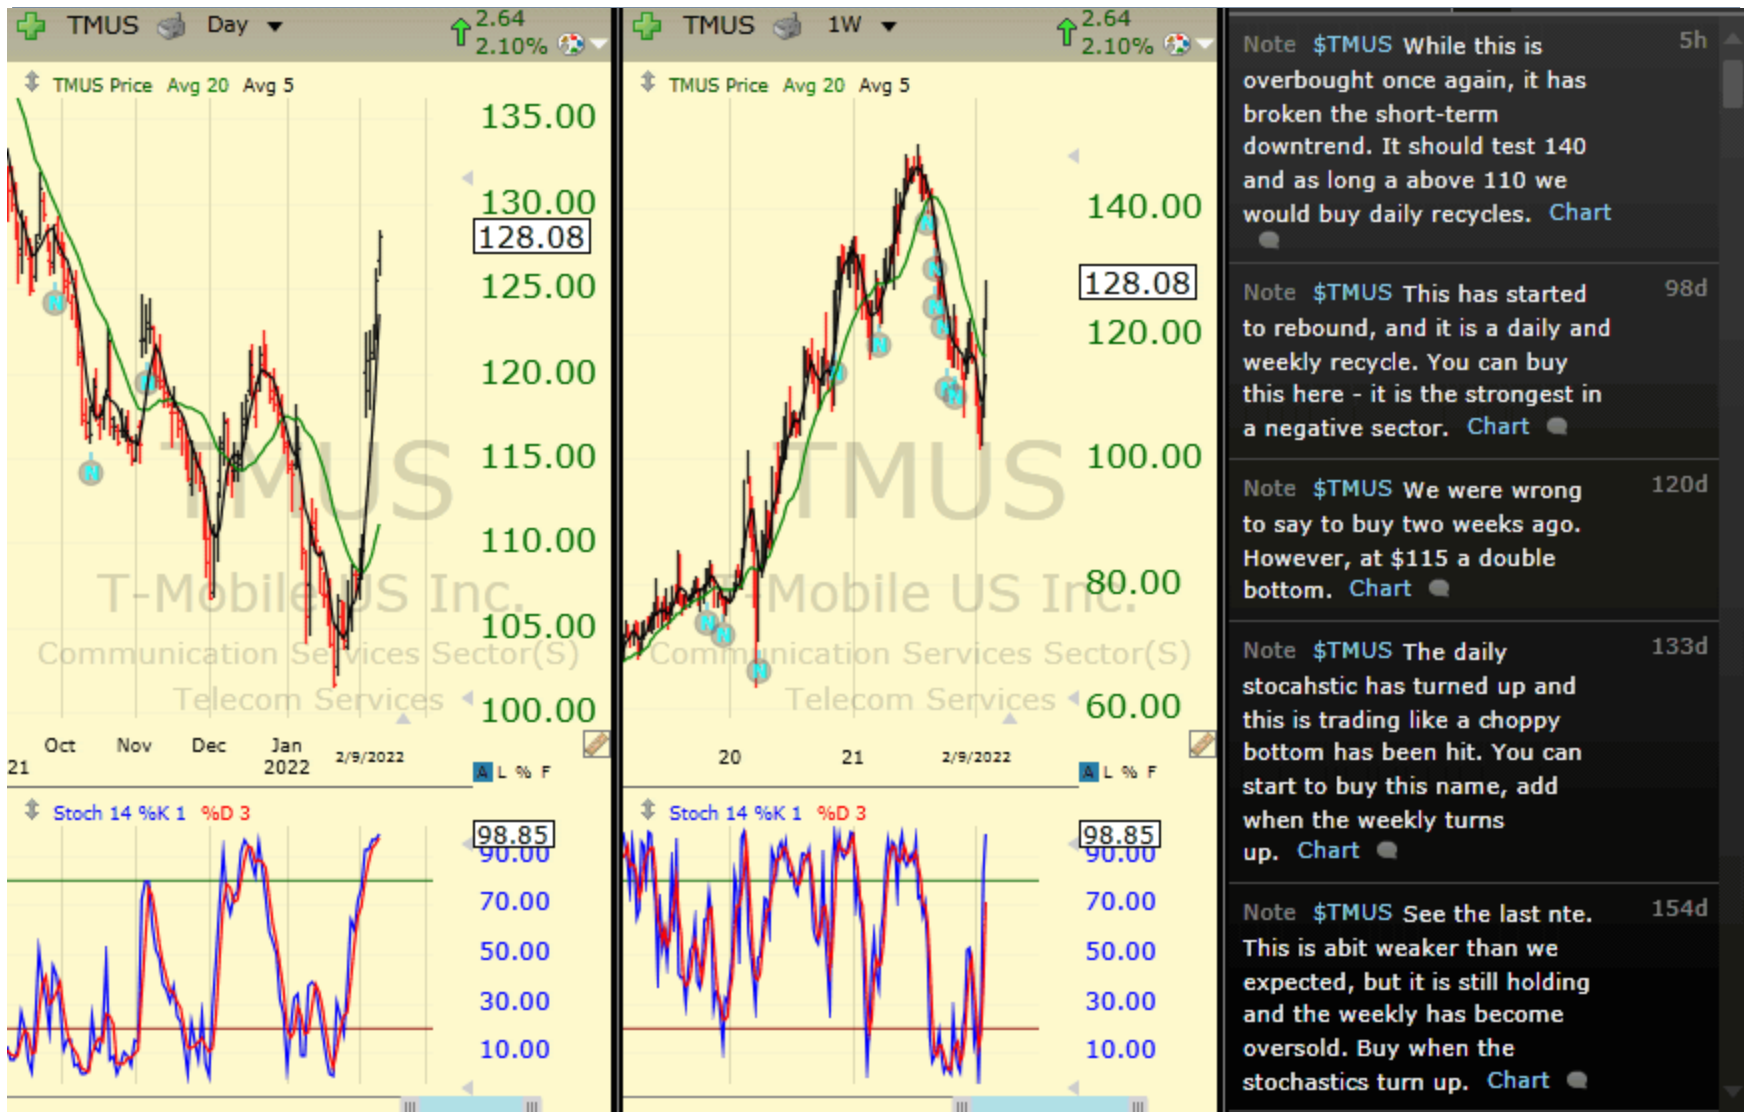 TMUS Day 2.64
2.10%
TMUS Price Avg 20 Avg 5
135.00
130.00
128.08
125.00
120.00
115.00
110.00
105.00
100.00
TMUS
T-Mobile US Inc.
Communication Services Sector(S)
Telecom Services
Oct Nov Dec Jan
21 2022 2/9/2022
A L % F
Stoch 14 %K 1 %D 3
98.85
90.00
70.00
50.00
30.00
10.00
N
N
N
TMUS 1W 2.64
2.10%
TMUS Price Avg 20 Avg 5
140.00
128.08
120.00
100.00
80.00
60.00
TMUS
T-Mobile US Inc.
Communication Services Sector(S)
Telecom Services
20 21 2/9/2022
A L % F
Stoch 14 %K 1 %D 3
98.85
90.00
70.00
50.00
30.00
10.00
N
N
N
N
N
N
N
N
N
N
N
Note $TMUS While this is 5h
overbought once again, it has
broken the short-term
downtrend. It should test 140
and as long a above 110 we
would buy daily recycles. Chart
Note $TMUS This has started 98d
to rebound, and it is a daily and
weekly recycle. You can buy
this here - it is the strongest in
a negative sector. Chart
Note $TMUS We were wrong 120d
to say to buy two weeks ago.
However, at $115 a double
bottom. Chart
Note $TMUS The daily 133d
stocahstic has turned up and
this is trading like a choppy
bottom has been hit. You can
start to buy this name, add
when the weekly turns
up. Chart
Note $TMUS See the last nte. 154d
This is abit weaker than we
expected, but it is still holding
and the weekly has become
oversold. Buy when the
stochastics turn up. Chart